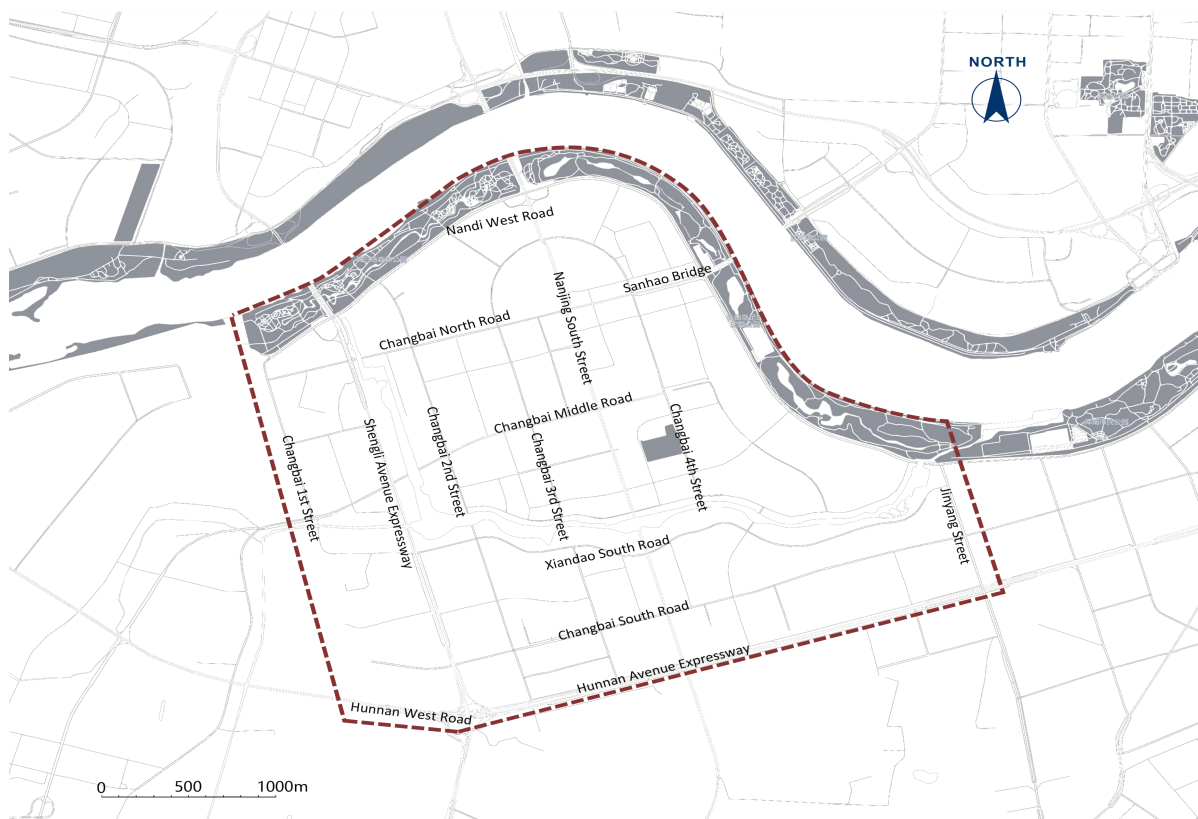 NORTH
Nandi West Road
Sanhao Bridge
Nanjing South Street
Changbai North Road
Changbai Middle Road
Changbai 1st Street
Shengli Avenue Expressway
Changbai 2nd Street
Changbai 3rd Street
Changbai 4th Street
Jinyang Street
Xiandao South Road
Changbai South Road
Hunnan Avenue Expressway
Hunnan West Road
0 500 1000m